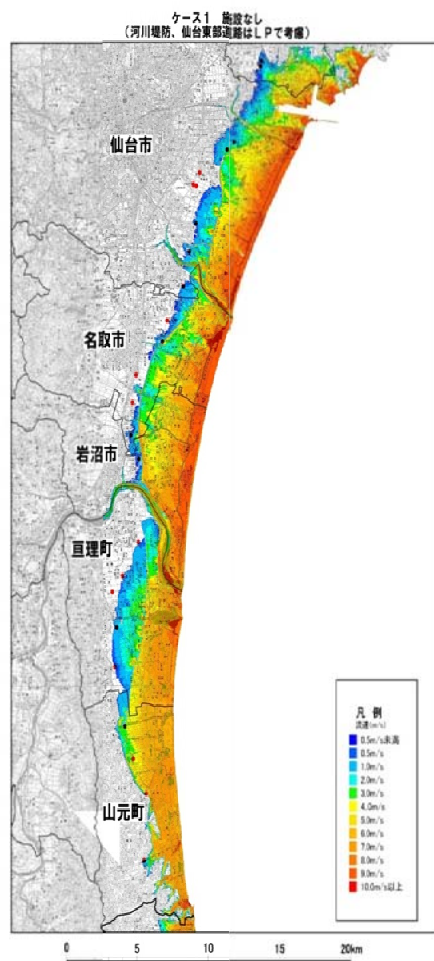 ケース1 施設なし
(河川堤防、仙台東部道路はLPで考慮)
仙台市
名取市
岩沼市
亘理町
山元町
凡 例
流速(m/s)
0.5m/s未満
0.5m/s
1.0m/s
2.0m/s
3.0m/s
4.0m/s
5.0m/s
6.0m/s
7.0m/s
8.0m/s
9.0m/s
10.0m/s以上
0 5 10 15 20km